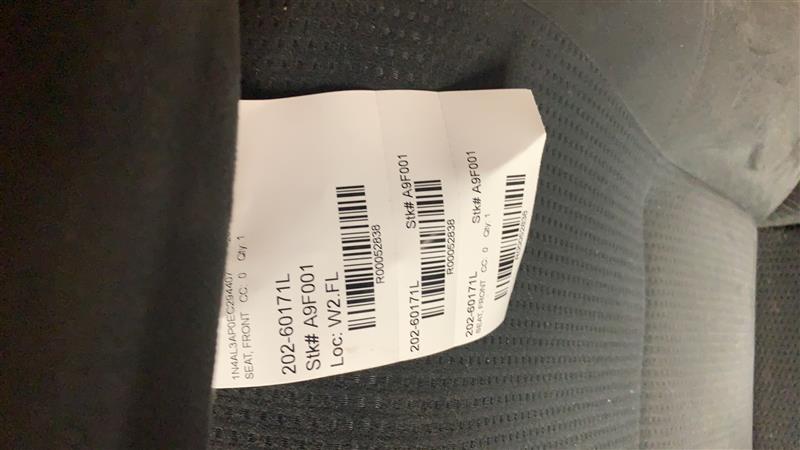 1N4AL3AP0EC294407
SEAT, FRONT CC: 0 Qty: 1
202-60171L
Stk# A9F001
Loc: W2.FL
R00052838
202-60171L Stk# A9F001
R00052838
202-60171L Stk# A9F001
SEAT, FRONT CC: 0 Qty: 1
R00052838